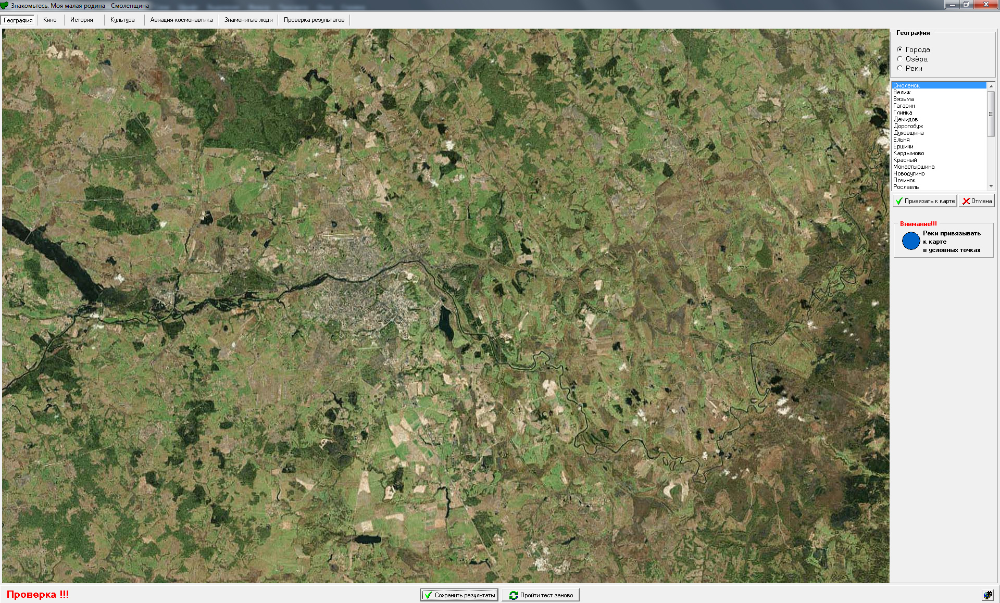 Знакомьтесь. Моя малая родина - Смоленщина
География
Кино
История
Культура
Авиация-космонавтика
Знаменитые люди
Проверка результатов
География
Города
Озёра
Реки
Смоленск
Велиж
Вязьма
Гагарин
Глинка
Демидов
Дорогобуж
Духовщина
Ельня
Ершичи
Кардымово
Красный
Монастырщина
Новодугино
Починок
Рославль
Привязать к карте
Отмена
Внимание!!!
Реки привязывать
к карте
в условных точках
Проверка !!!
Сохранить результаты
Пройти тест заново